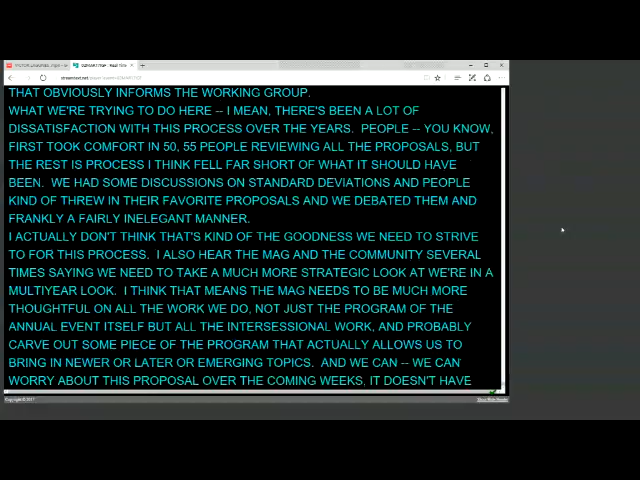 streamtext.net
THAT OBVIOUSLY INFORMS THE WORKING GROUP.
WHAT WE'RE TRYING TO DO HERE -- I MEAN, THERE'S BEEN A LOT OF
DISSATISFACTION WITH THIS PROCESS OVER THE YEARS.  PEOPLE -- YOU KNOW,
FIRST TOOK COMFORT IN 50, 55 PEOPLE REVIEWING ALL THE PROPOSALS, BUT
THE REST IS PROCESS I THINK FELL FAR SHORT OF WHAT IT SHOULD HAVE
BEEN.  WE HAD SOME DISCUSSIONS ON STANDARD DEVIATIONS AND PEOPLE
KIND OF THREW IN THEIR FAVORITE PROPOSALS AND WE DEBATED THEM AND
FRANKLY A FAIRLY INELEGANT MANNER.
I ACTUALLY DON'T THINK THAT'S KIND OF THE GOODNESS WE NEED TO STRIVE
TO FOR THIS PROCESS.  I ALSO HEAR THE MAG AND THE COMMUNITY SEVERAL
TIMES SAYING WE NEED TO TAKE A MUCH MORE STRATEGIC LOOK AT WE'RE IN A
MULTIYEAR LOOK.  I THINK THAT MEANS THE MAG NEEDS TO BE MUCH MORE
THOUGHTFUL ON ALL THE WORK WE DO, NOT JUST THE PROGRAM OF THE
ANNUAL EVENT ITSELF BUT ALL THE INTERSESSIONAL WORK, AND PROBABLY
CARVE OUT SOME PIECE OF THE PROGRAM THAT ACTUALLY ALLOWS US TO
BRING IN NEWER OR LATER OR EMERGING TOPICS.  AND WE CAN -- WE CAN
WORRY ABOUT THIS PROPOSAL OVER THE COMING WEEKS, IT DOESN'T HAVE
Copyright © 2017